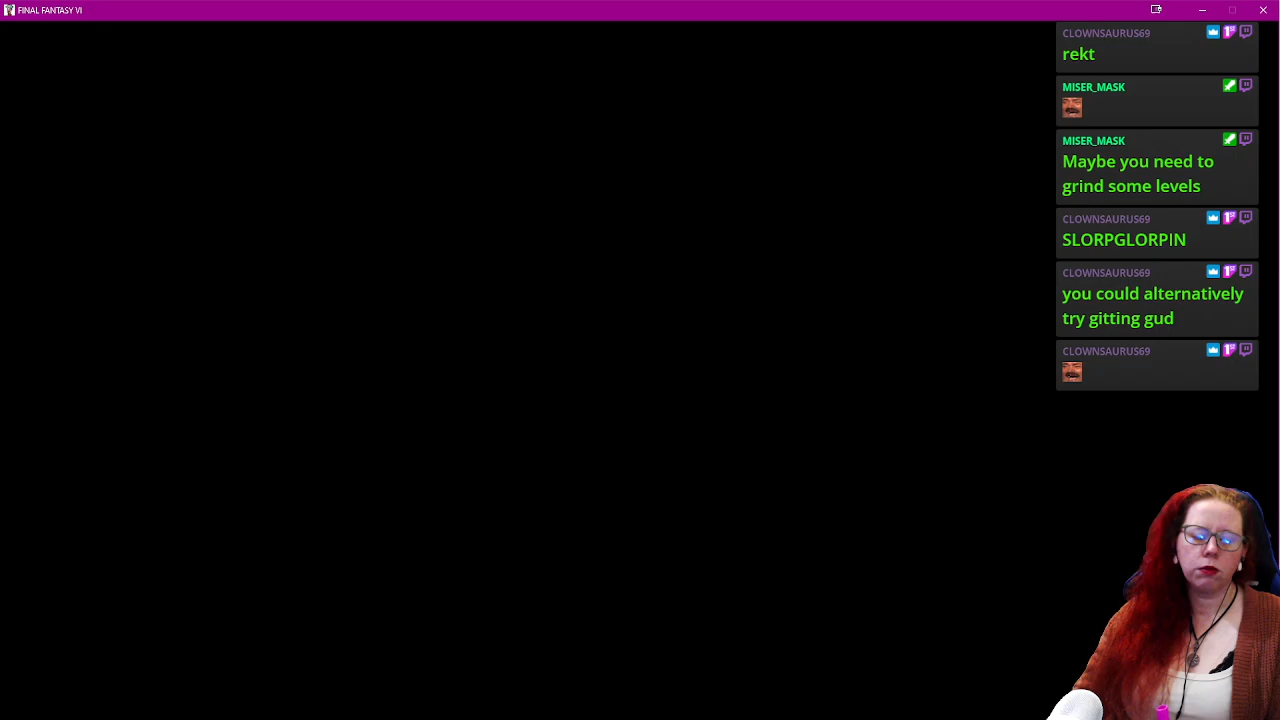 FINAL FANTASY VI
CLOWNSAURUS69
rekt
MISER_MASK
MISER_MASK
Maybe you need to
grind some levels
CLOWNSAURUS69
SLORPGLORPIN
CLOWNSAURUS69
you could alternatively
try gitting gud
CLOWNSAURUS69